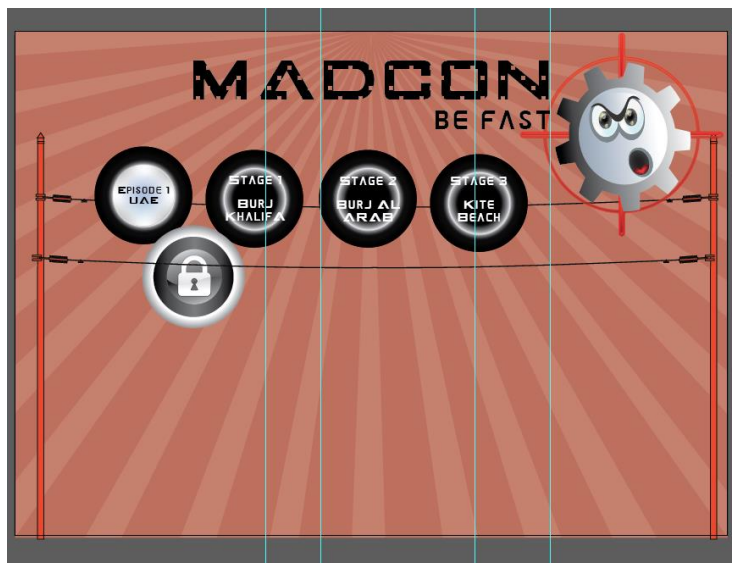 MADCON
BE FAST
EPISODE 1
UAE
STAGE 1
BURJ
KHALIFA
STAGE 2
BURJ AL
ARAB
STAGE 3
KITE
BEACH